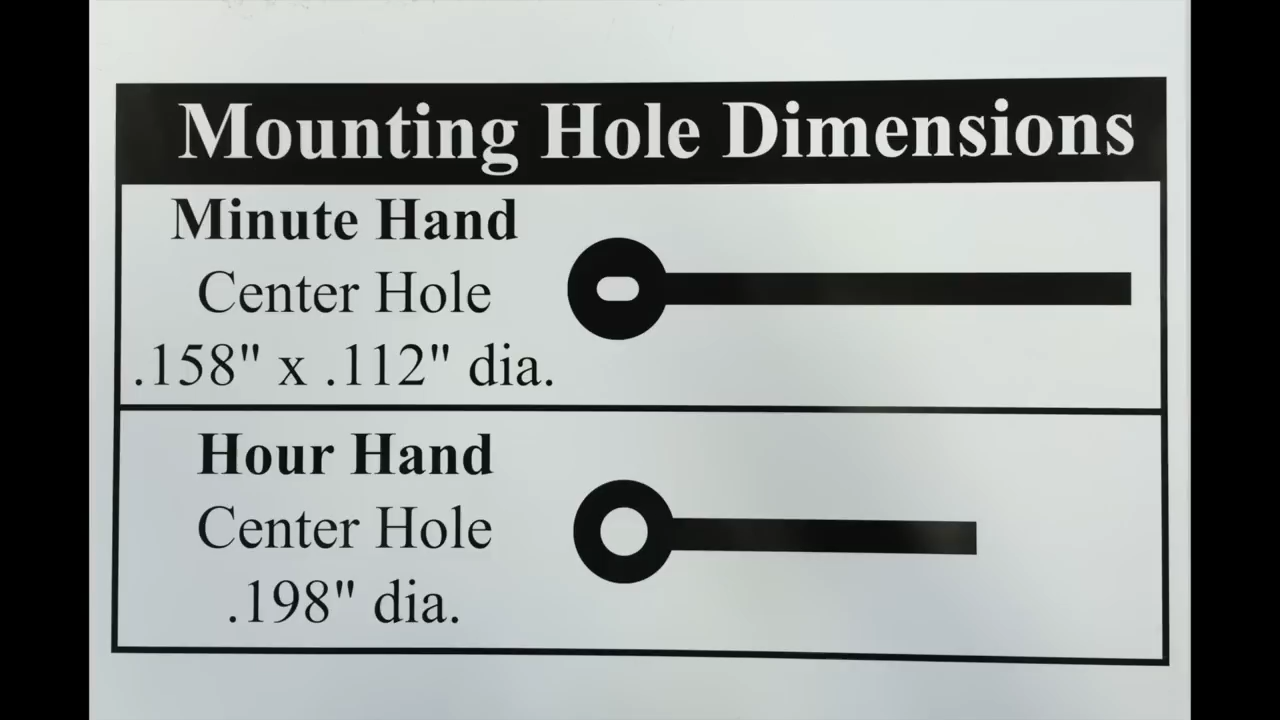 Mounting Hole Dimensions
Minute Hand
Center Hole
.158" x .112" dia.
Hour Hand
Center Hole
.198" dia.